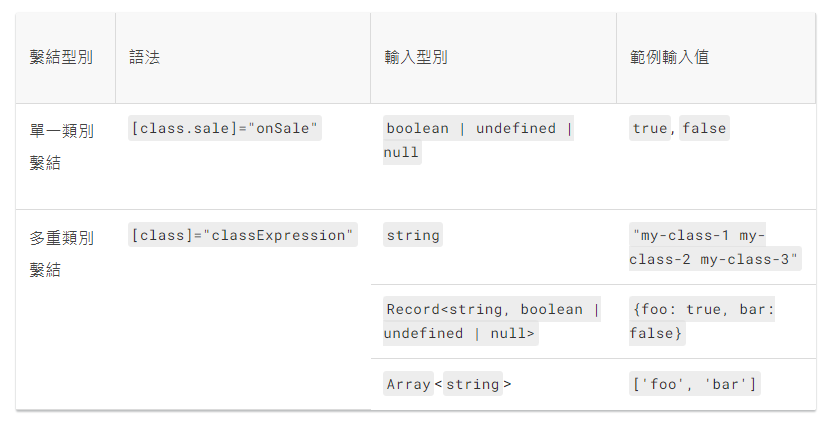 繫結型別 語法 輸入型別 範例輸入值
單一類別 [class.sale]="onSale" boolean | undefined | true, false
繫結 null
多重類別 [class]="classExpression" string "my-class-1 my-
繫結 class-2 my-class-3"
Record<string, boolean | {foo: true, bar:
undefined | null> false}
Array<string> ['foo', 'bar']